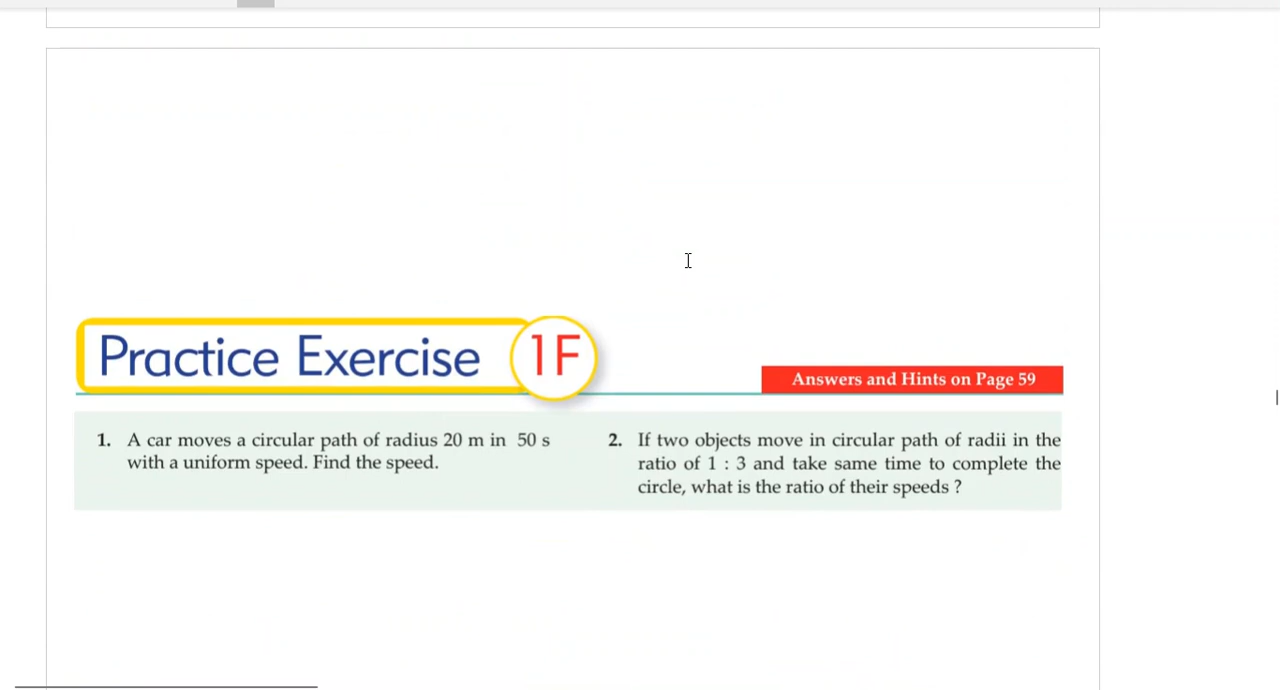 Practice Exercise 1F
Answers and Hints on Page 59
1. A car moves a circular path of radius 20 m in 50 s
with a uniform speed. Find the speed.
2. If two objects move in circular path of radii in the
ratio of 1 : 3 and take same time to complete the
circle, what is the ratio of their speeds ?